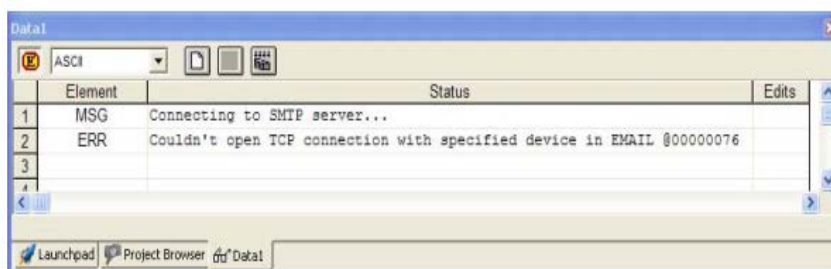 Data1
ASCII
Element Status Edits
1 MSG Connecting to SMTP server...
2 ERR Couldn't open TCP connection with specified device in EMAIL @00000076
3
4
Launchpad Project Browser Data1